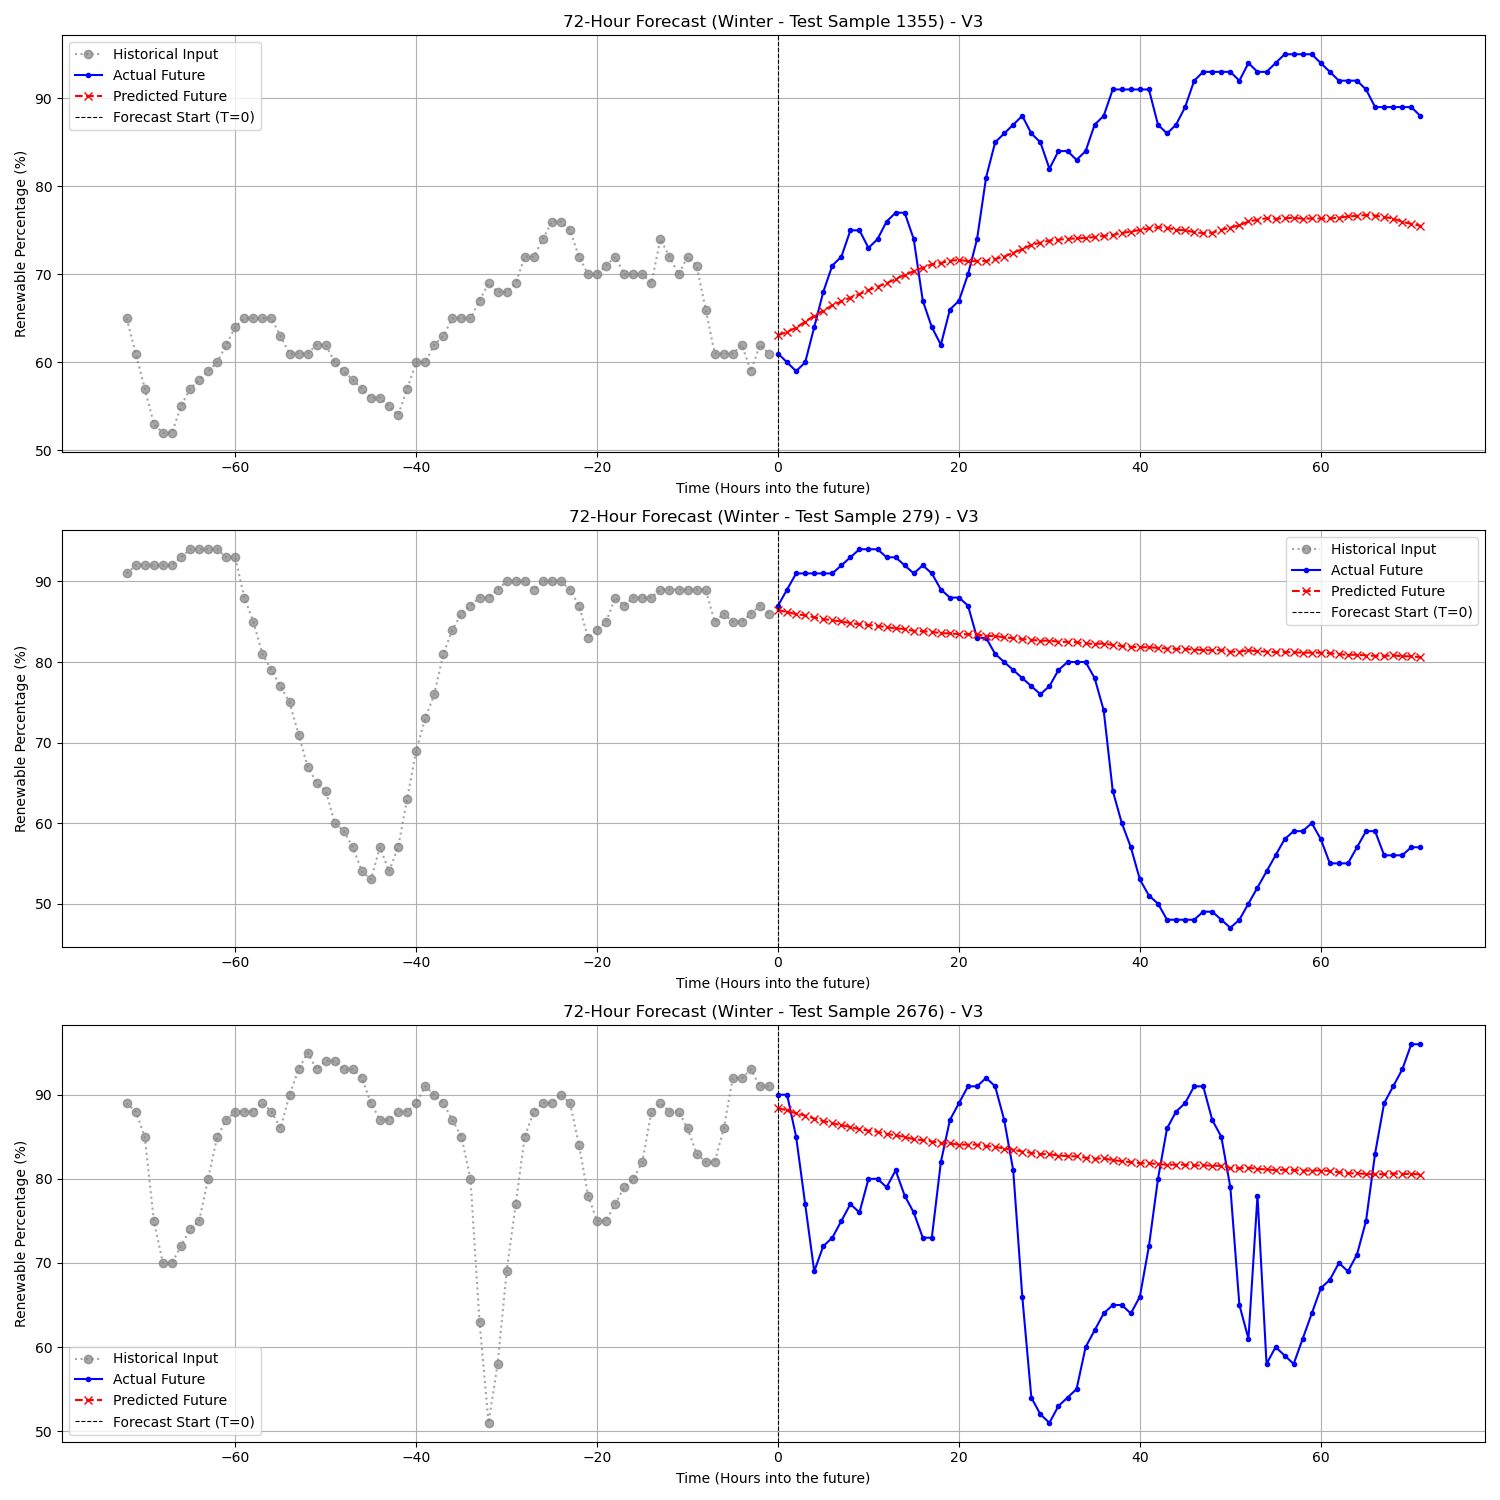 72-Hour Forecast (Winter - Test Sample 1355) - V3
Historical Input
Actual Future
Predicted Future
Forecast Start (T=0)
Renewable Percentage (%)
90
80
70
60
50
−60 −40 −20 0 20 40 60
Time (Hours into the future)
72-Hour Forecast (Winter - Test Sample 279) - V3
Historical Input
Actual Future
Predicted Future
Forecast Start (T=0)
Renewable Percentage (%)
90
80
70
60
50
−60 −40 −20 0 20 40 60
Time (Hours into the future)
72-Hour Forecast (Winter - Test Sample 2676) - V3
Renewable Percentage (%)
90
80
70
60
50
Historical Input
Actual Future
Predicted Future
Forecast Start (T=0)
−60 −40 −20 0 20 40 60
Time (Hours into the future)